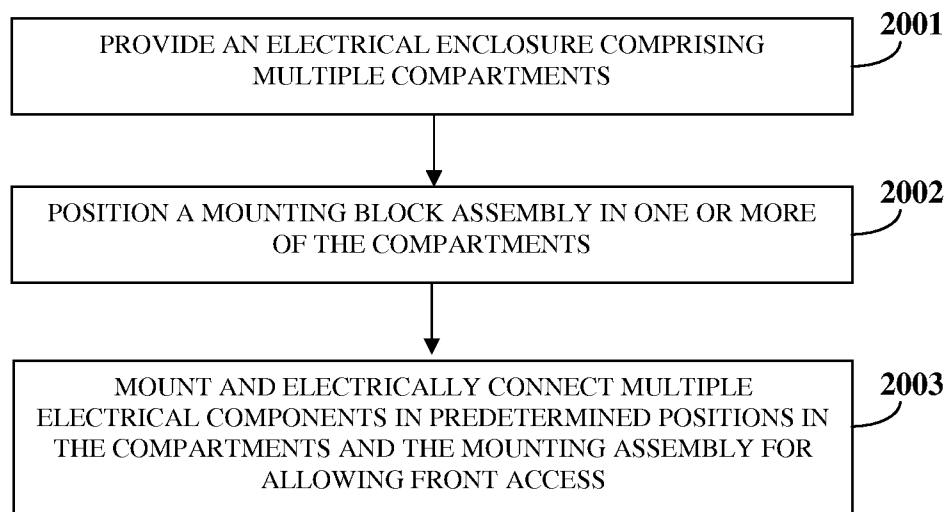 PROVIDE AN ELECTRICAL ENCLOSURE COMPRISING
MULTIPLE COMPARTMENTS
2001
POSITION A MOUNTING BLOCK ASSEMBLY IN ONE OR MORE
OF THE COMPARTMENTS
2002
MOUNT AND ELECTRICALLY CONNECT MULTIPLE
ELECTRICAL COMPONENTS IN PREDETERMINED POSITIONS IN
THE COMPARTMENTS AND THE MOUNTING ASSEMBLY FOR
ALLOWING FRONT ACCESS
2003